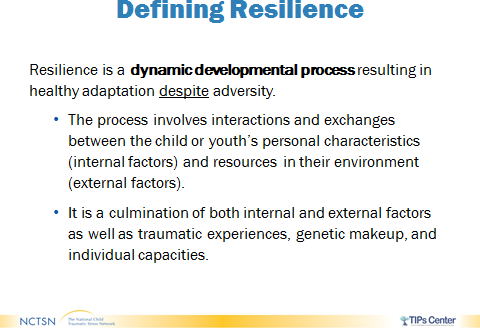 Defining Resilience
Resilience is a dynamic developmental process resulting in
healthy adaptation despite adversity.
• The process involves interactions and exchanges
between the child or youth's personal characteristics
(internal factors) and resources in their environment
(external factors).
• It is a culmination of both internal and external factors
as well as traumatic experiences, genetic makeup, and
individual capacities.
NCTSN
The National Child
Traumatic Stress Network
TIPs Center